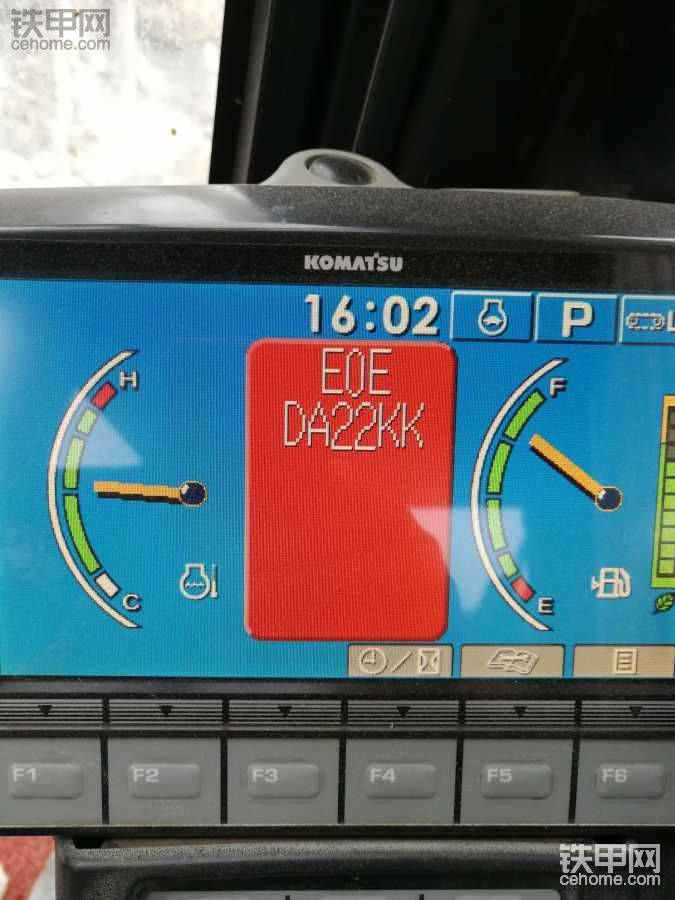 铁甲网
cehome.com
KOMATSU
16:02
P
L
E0E
DA22KK
H
F
C
E
F1
F2
F3
F4
F5
F6
铁甲网
cehome.com